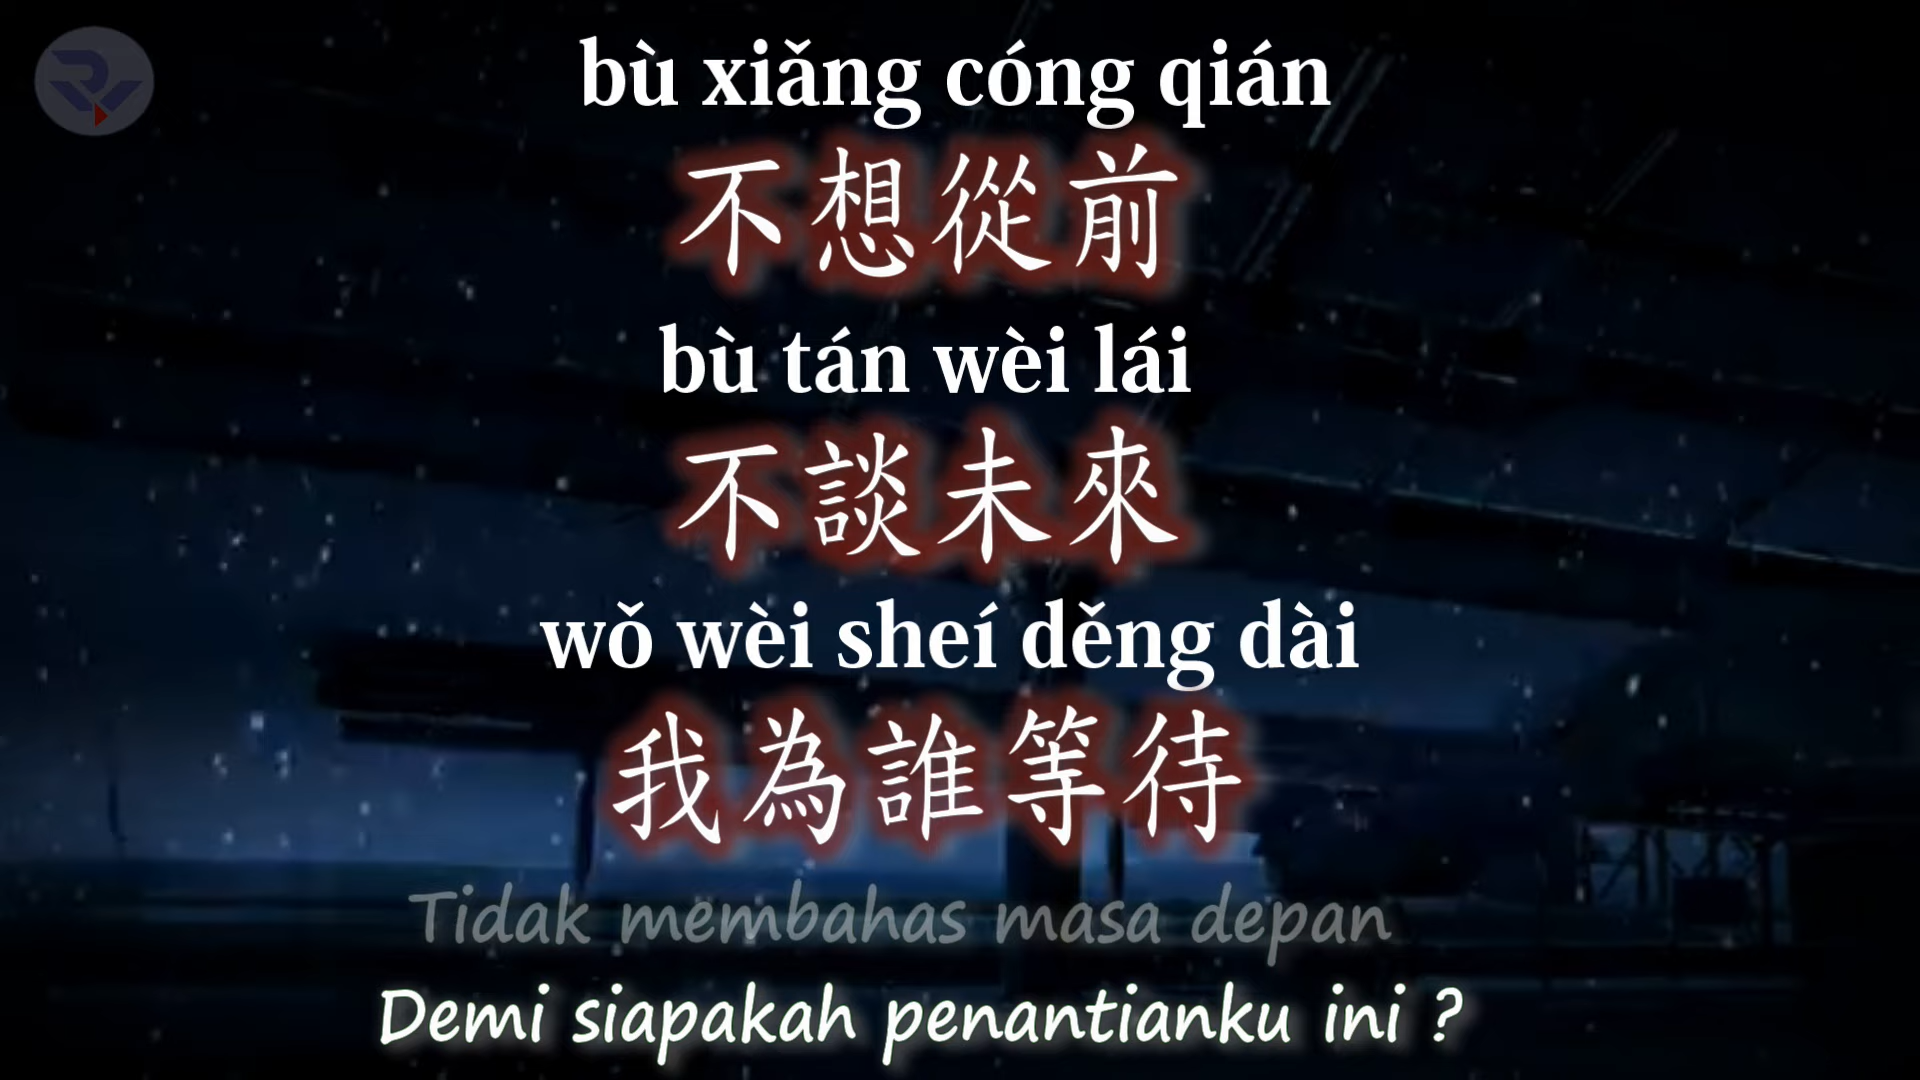 bù xiǎng cóng qián
不想從前
bù tán wèi lái
不談未來
wǒ wèi sheí děng dài
我為誰等待
Tidak membahas masa depan
Demi siapakah penantianku ini ?